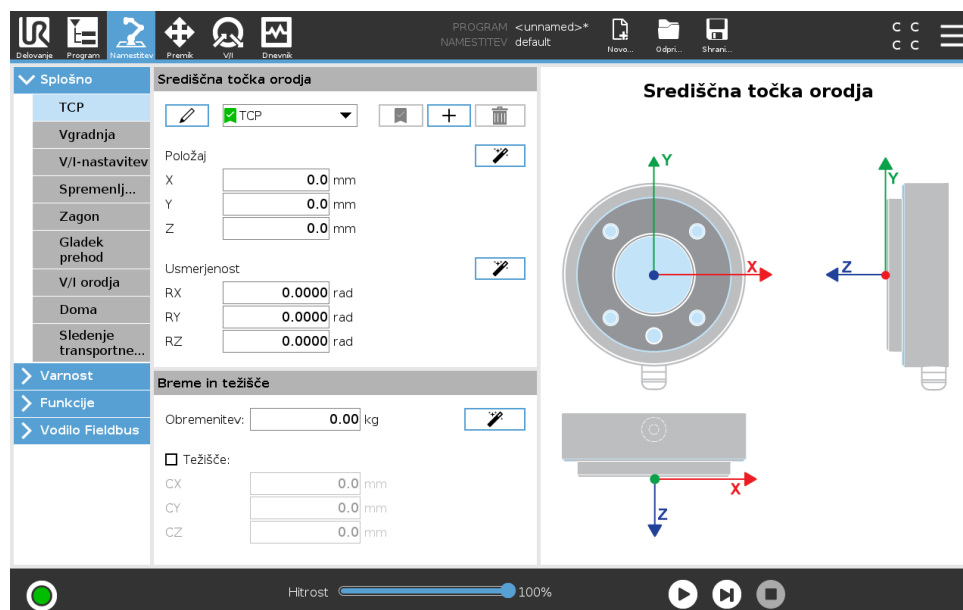 PROGRAM <unnamed>*
NAMESTITEV default
C C
C C
Delovanje Program Namestitev Premik V/I Dnevnik Novo... Odpri... Shrani...
Splošno
TCP
Vgradnja
V/I-nastavitev
Spremenlj...
Zagon
Gladek
prehod
V/I orodja
Doma
Sledenje
transportne...
Varnost
Funkcije
Vodilo Fieldbus
Središčna točka orodja
TCP
Položaj
X 0.0 mm
Y 0.0 mm
Z 0.0 mm
Usmerjenost
RX 0.0000 rad
RY 0.0000 rad
RZ 0.0000 rad
Breme in težišče
Obremenitev: 0.00 kg
Težišče:
CX 0.0 mm
CY 0.0 mm
CZ 0.0 mm
Središčna točka orodja
Y
X
Y
Z
X
Z
Hitrost 100%